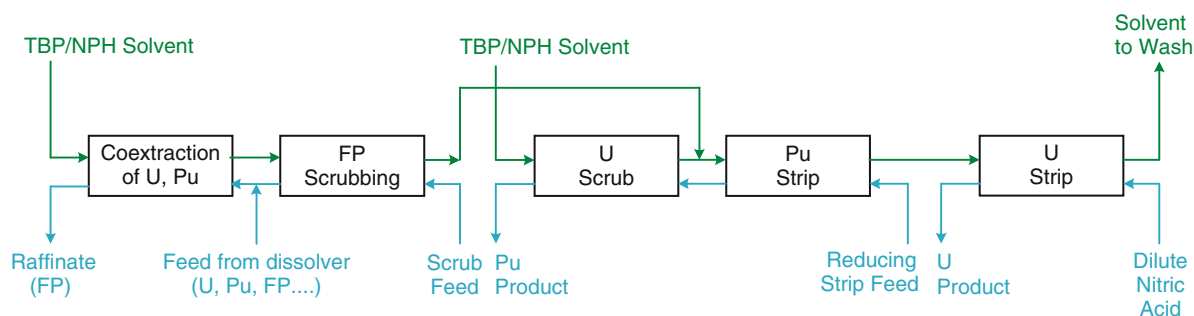 TBP/NPH Solvent
TBP/NPH Solvent
Solvent
to Wash
Coextraction
of U, Pu
FP
Scrubbing
U
Scrub
Pu
Strip
U
Strip
Raffinate
(FP)
Feed from dissolver
(U, Pu, FP....)
Scrub
Feed
Pu
Product
Reducing
Strip Feed
U
Product
Dilute
Nitric
Acid